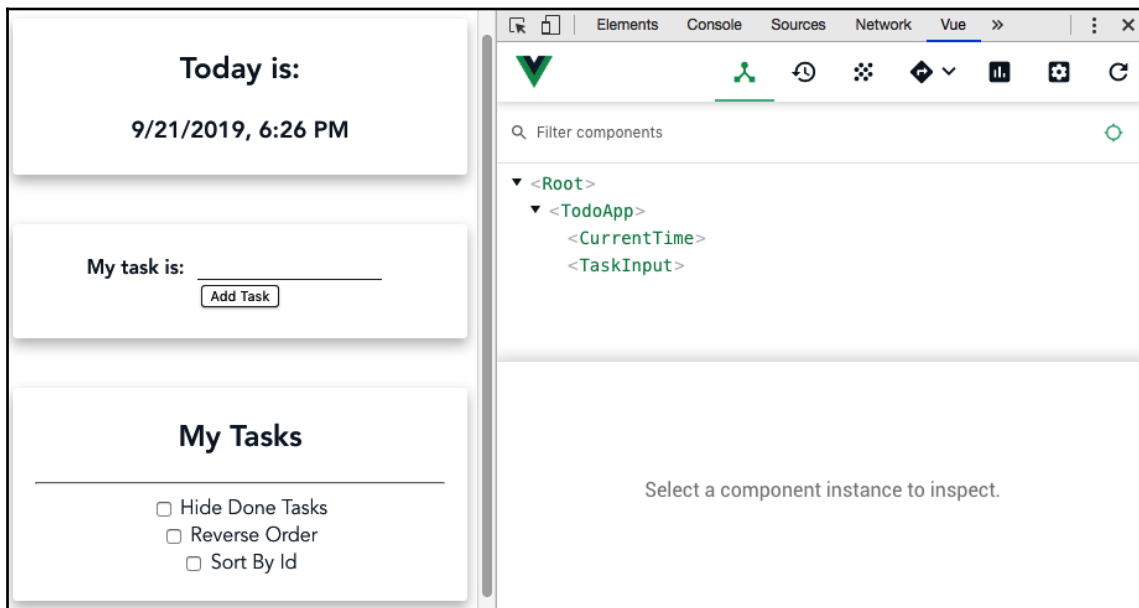 Today is:
9/21/2019, 6:26 PM
My task is:
Add Task
My Tasks
Hide Done Tasks
Reverse Order
Sort By Id
Elements Console Sources Network Vue »
Filter components
<Root>
<TodoApp>
<CurrentTime>
<TaskInput>
Select a component instance to inspect.